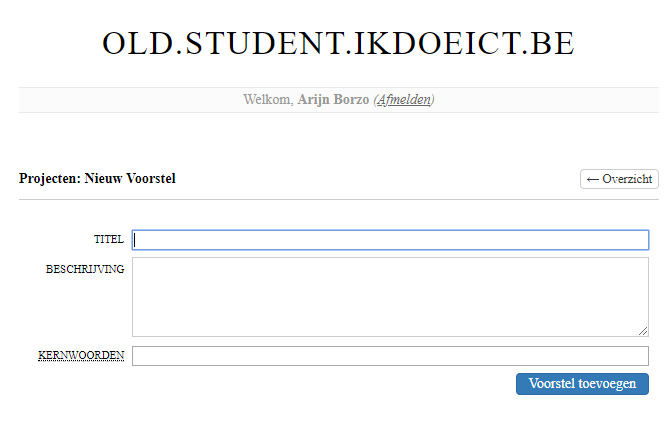 OLD.STUDENT.IKDOEICT.BE
Welkom, Arijn Borzo (Afmelden)
Projecten: Nieuw Voorstel
← Overzicht
TITEL
BESCHRIJVING
KERNWOORDEN
Voorstel toevoegen